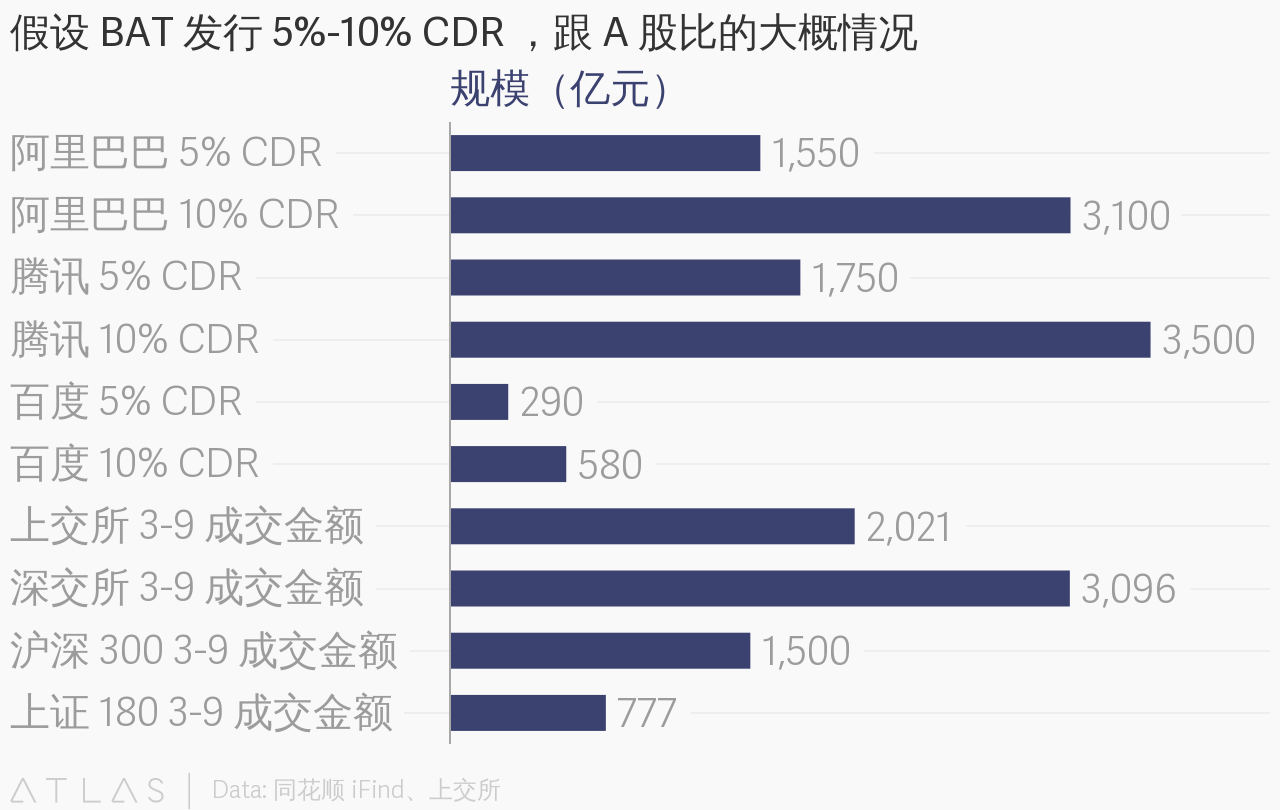 假设 BAT 发行 5%-10% CDR ，跟 A 股比的大概情况
规模（亿元）
阿里巴巴 5% CDR 1,550
阿里巴巴 10% CDR 3,100
腾讯 5% CDR 1,750
腾讯 10% CDR 3,500
百度 5% CDR 290
百度 10% CDR 580
上交所 3-9 成交金额 2,021
深交所 3-9 成交金额 3,096
沪深 300 3-9 成交金额 1,500
上证 180 3-9 成交金额 777
ATLAS Data: 同花顺 iFind、上交所